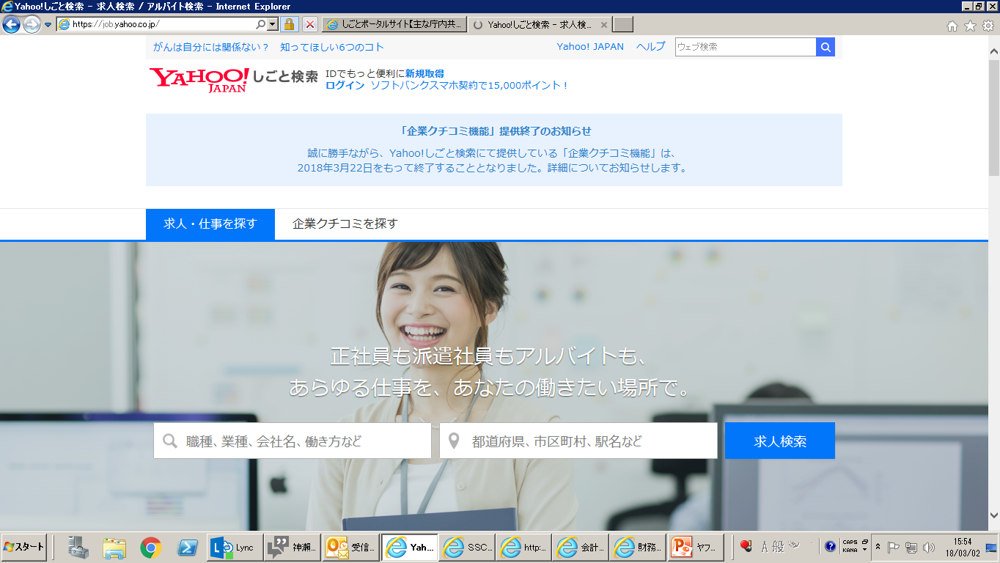 Yahoo!しごと検索 - 求人検索 / アルバイト検索 - Internet Explorer
https://job.yahoo.co.jp/
しごとポータルサイト【主な庁内共...
Yahoo!しごと検索 - 求人検...
がんは自分には関係ない？ 知ってほしい6つのコト
Yahoo! JAPAN ヘルプ
ウェブ検索
YAHOO! JAPAN しごと検索
IDでもっと便利に新規取得
ログイン ソフトバンクスマホ契約で15,000ポイント！
「企業クチコミ機能」提供終了のお知らせ
誠に勝手ながら、Yahoo!しごと検索にて提供している「企業クチコミ機能」は、
2018年3月22日をもって終了することとなりました。詳細についてお知らせします。
求人・仕事を探す 企業クチコミを探す
正社員も派遣社員もアルバイトも、
あらゆる仕事を、あなたの働きたい場所で。
職種、業種、会社名、働き方など
都道府県、市区町村、駅名など
求人検索
スタート
Lync
神瀬...
受信...
Yah...
SSC...
http:...
会計...
財務...
ヤフ...
A 般
CAPS
KANA
15:54
18/03/02